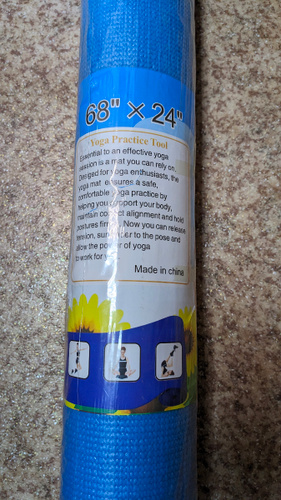 68" × 24"
Yoga Practice Tool
Essential to an effective yoga
session is a mat you can rely on.
Designed for yoga enthusiasts, the
yoga mat ensures a safe,
comfortable yoga practice by
helping you support your body,
maintain correct alignment and hold
postures firmly. Now you can release
tension, surrender to the pose and
allow the power of yoga
to work for you
Made in china